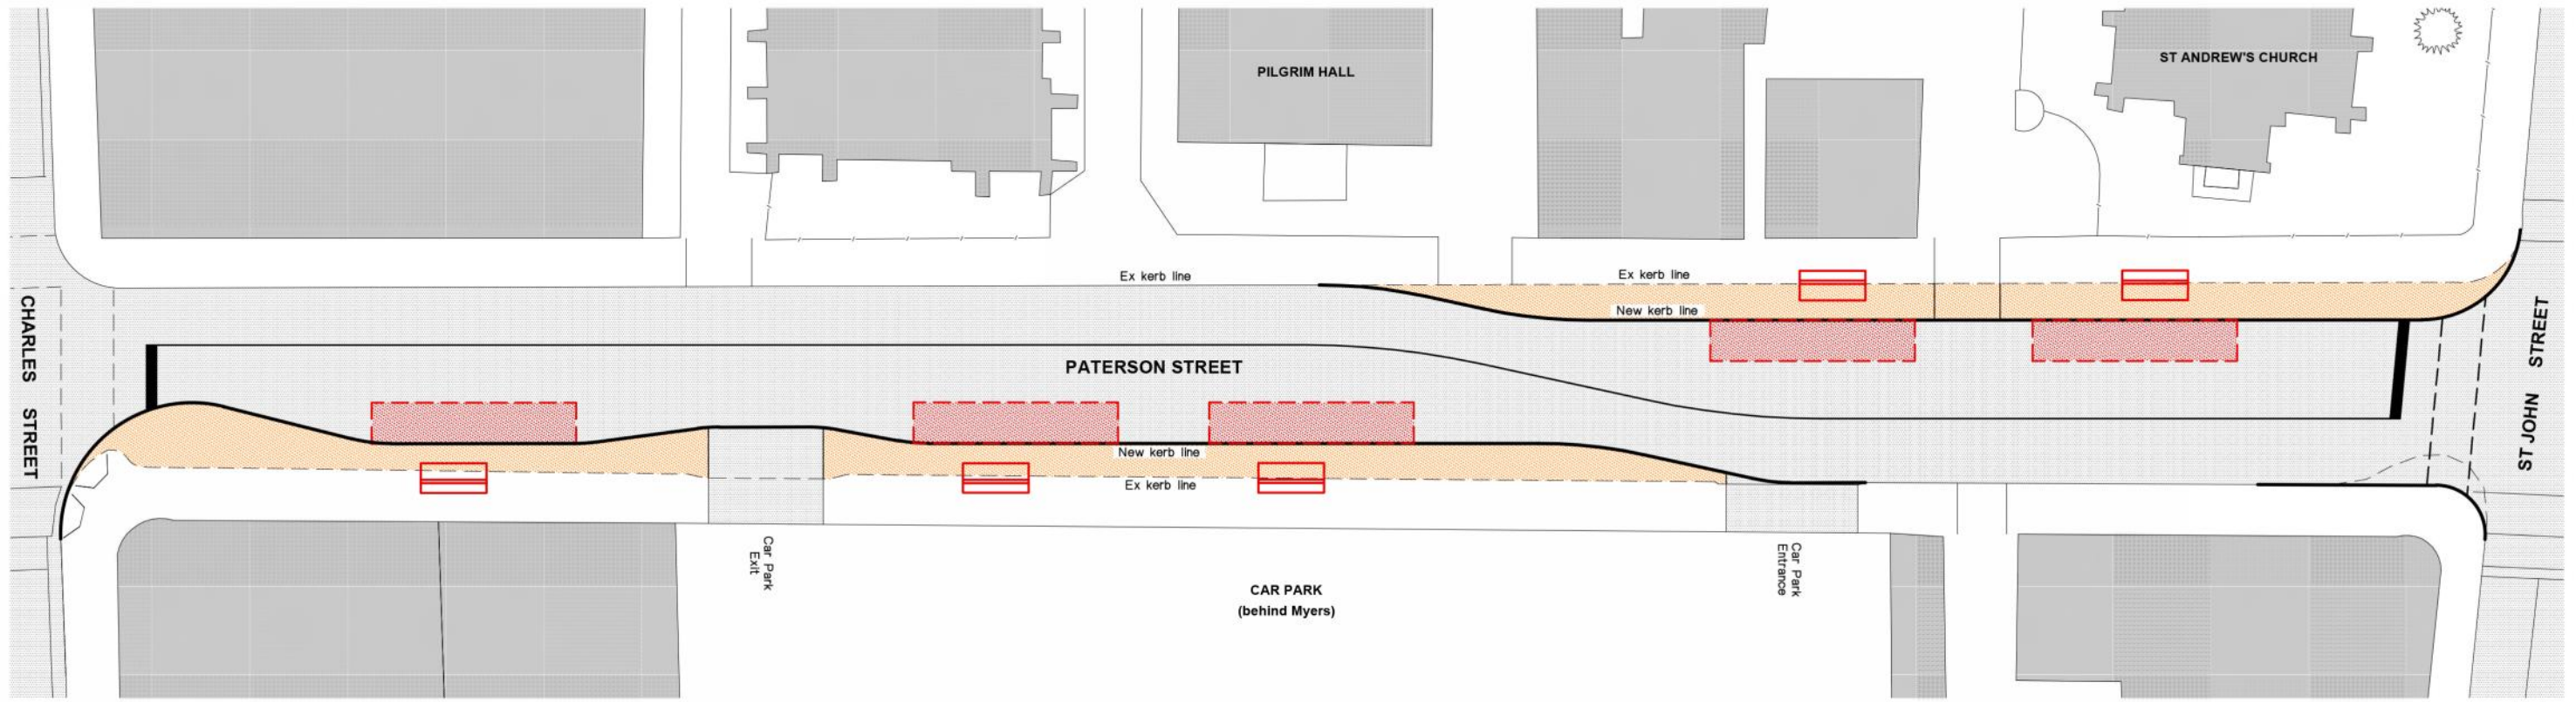 PILGRIM HALL
ST ANDREW'S CHURCH
Ex kerb line
Ex kerb line
New kerb line
CHARLES STREET
PATERSON STREET
ST JOHN STREET
New kerb line
Ex kerb line
Car Park
Exit
Car Park
Entrance
CAR PARK
(behind Myers)